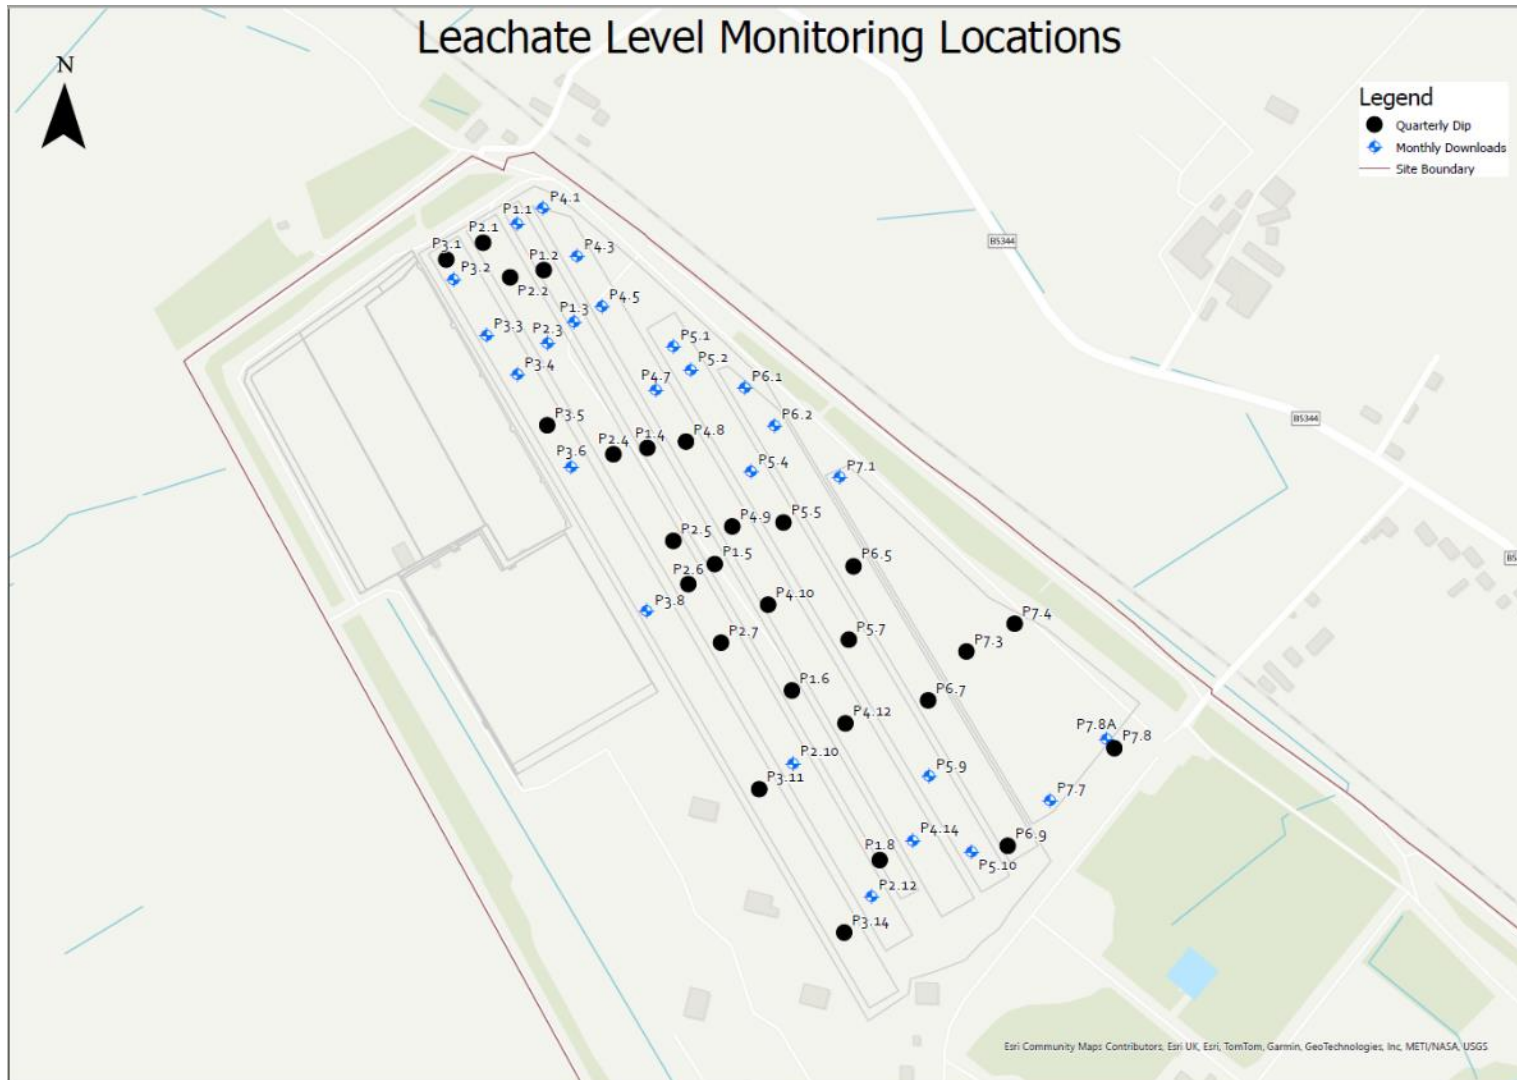 Leachate Level Monitoring Locations
N
Legend
Quarterly Dip
Monthly Downloads
Site Boundary
P4.1
P1.1
P2.1
P3.1
P4.3
P1.2
P3.2
P2.2
P4.5
P1.3
P3.3
P2.3
P5.1
P3.4
P5.2
P4.7
P6.1
P3.5
P6.2
P2.4
P1.4
P4.8
P3.6
P5.4
P7.1
P2.5
P4.9
P5.5
P1.5
P6.5
P2.6
P3.8
P4.10
P7.4
P2.7
P5.7
P7.3
P1.6
P6.7
P4.12
P7.8A
P7.8
P2.10
P3.11
P5.9
P7.7
P4.14
P6.9
P1.8
P5.10
P2.12
P3.14
B5344
B5344
Esri Community Maps Contributors, Esri UK, Esri, TomTom, Garmin, GeoTechnologies, Inc, METI/NASA, USGS